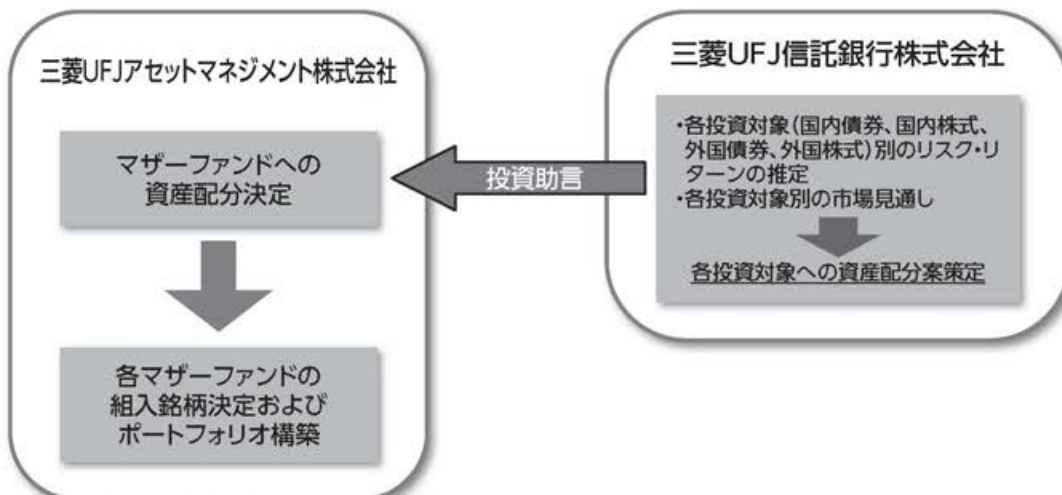 三菱UFJアセットマネジメント株式会社
マザーファンドへの
資産配分決定
各マザーファンドの
組入銘柄決定および
ポートフォリオ構築
投資助言
三菱UFJ信託銀行株式会社
・各投資対象(国内債券、国内株式、
外国債券、外国株式)別のリスク・リ
ターンの推定
・各投資対象別の市場見通し
各投資対象への資産配分案策定